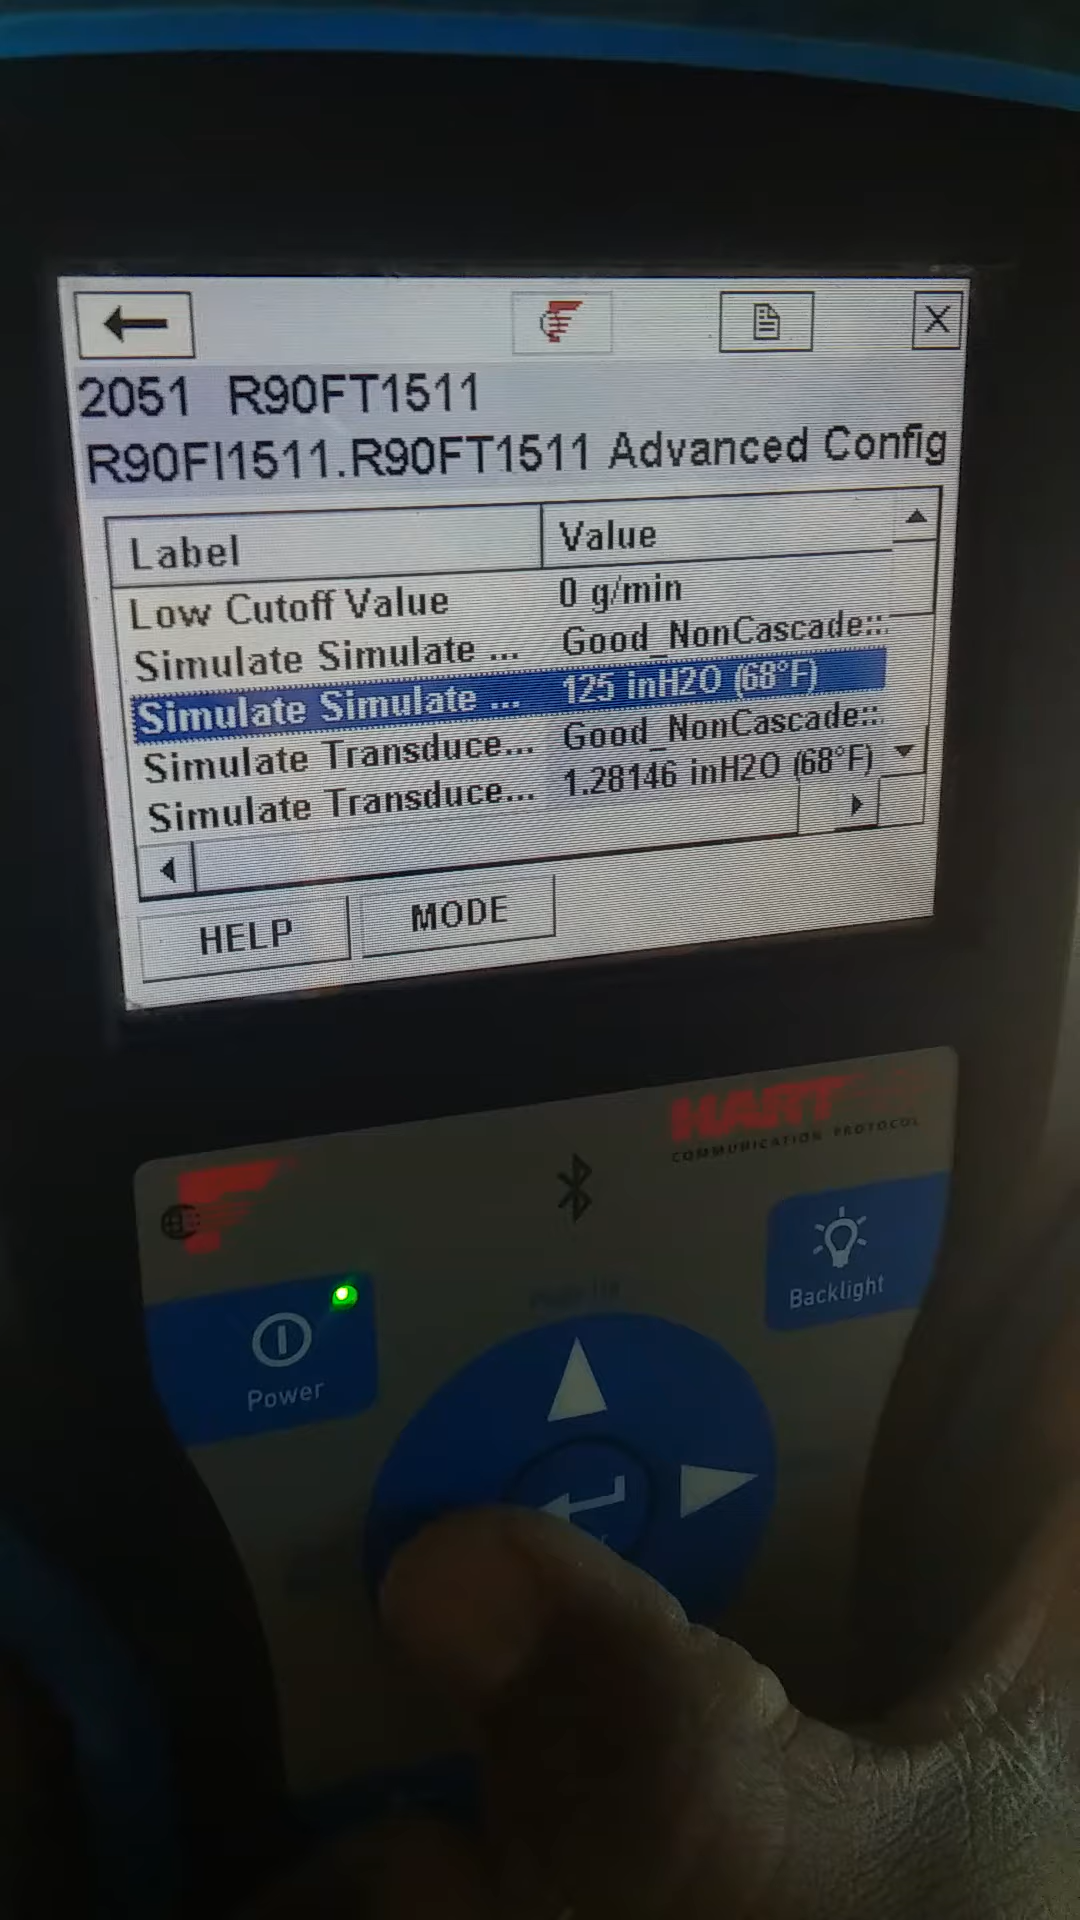 2051 R90FT1511
R90FI1511.R90FT1511 Advanced Config
Label Value
Low Cutoff Value 0 g/min
Simulate Simulate ... Good_NonCascade::.
Simulate Simulate ... 125 inH2O (68°F)
Simulate Transduce... Good_NonCascade::.
Simulate Transduce... 1.28146 inH2O (68°F)
HELP MODE
HART
COMMUNICATION PROTOCOL
Backlight
Power